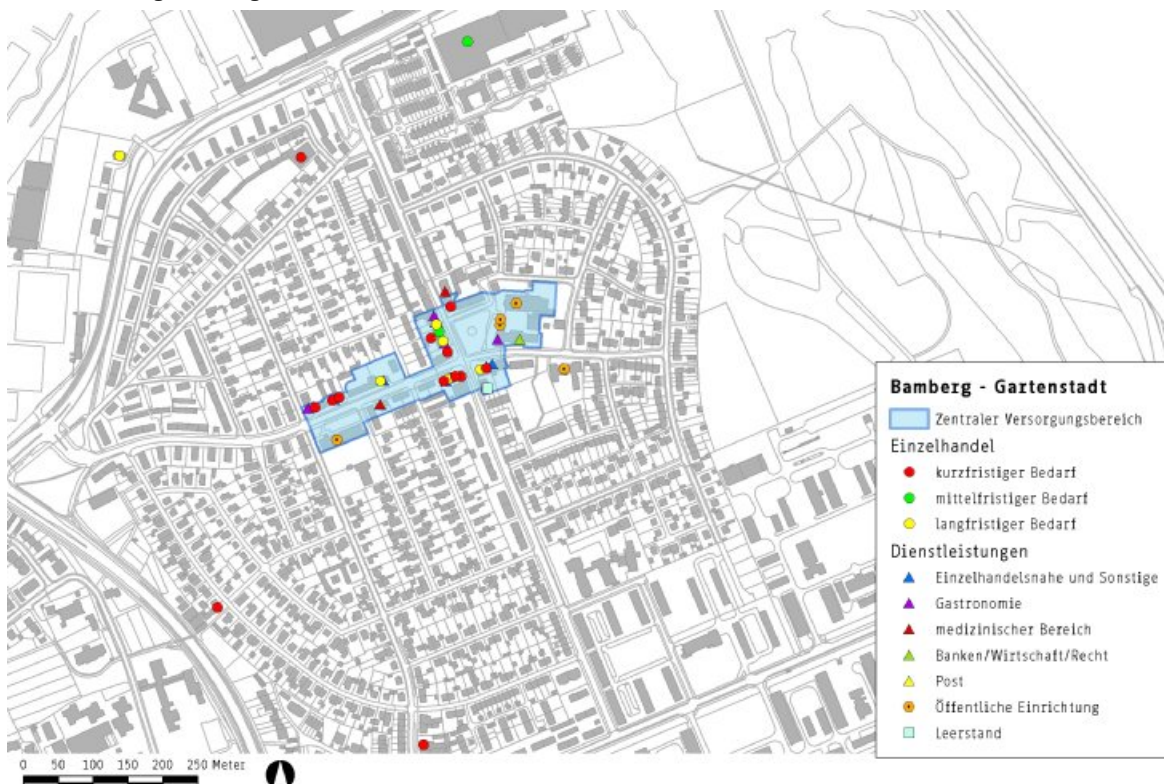 Bamberg - Gartenstadt
Zentraler Versorgungsbereich
Einzelhandel
kurzfristiger Bedarf
mittelfristiger Bedarf
langfristiger Bedarf
Dienstleistungen
Einzelhandelsnahe und Sonstige
Gastronomie
medizinischer Bereich
Banken/Wirtschaft/Recht
Post
Öffentliche Einrichtung
Leerstand
0 50 100 150 200 250 Meter